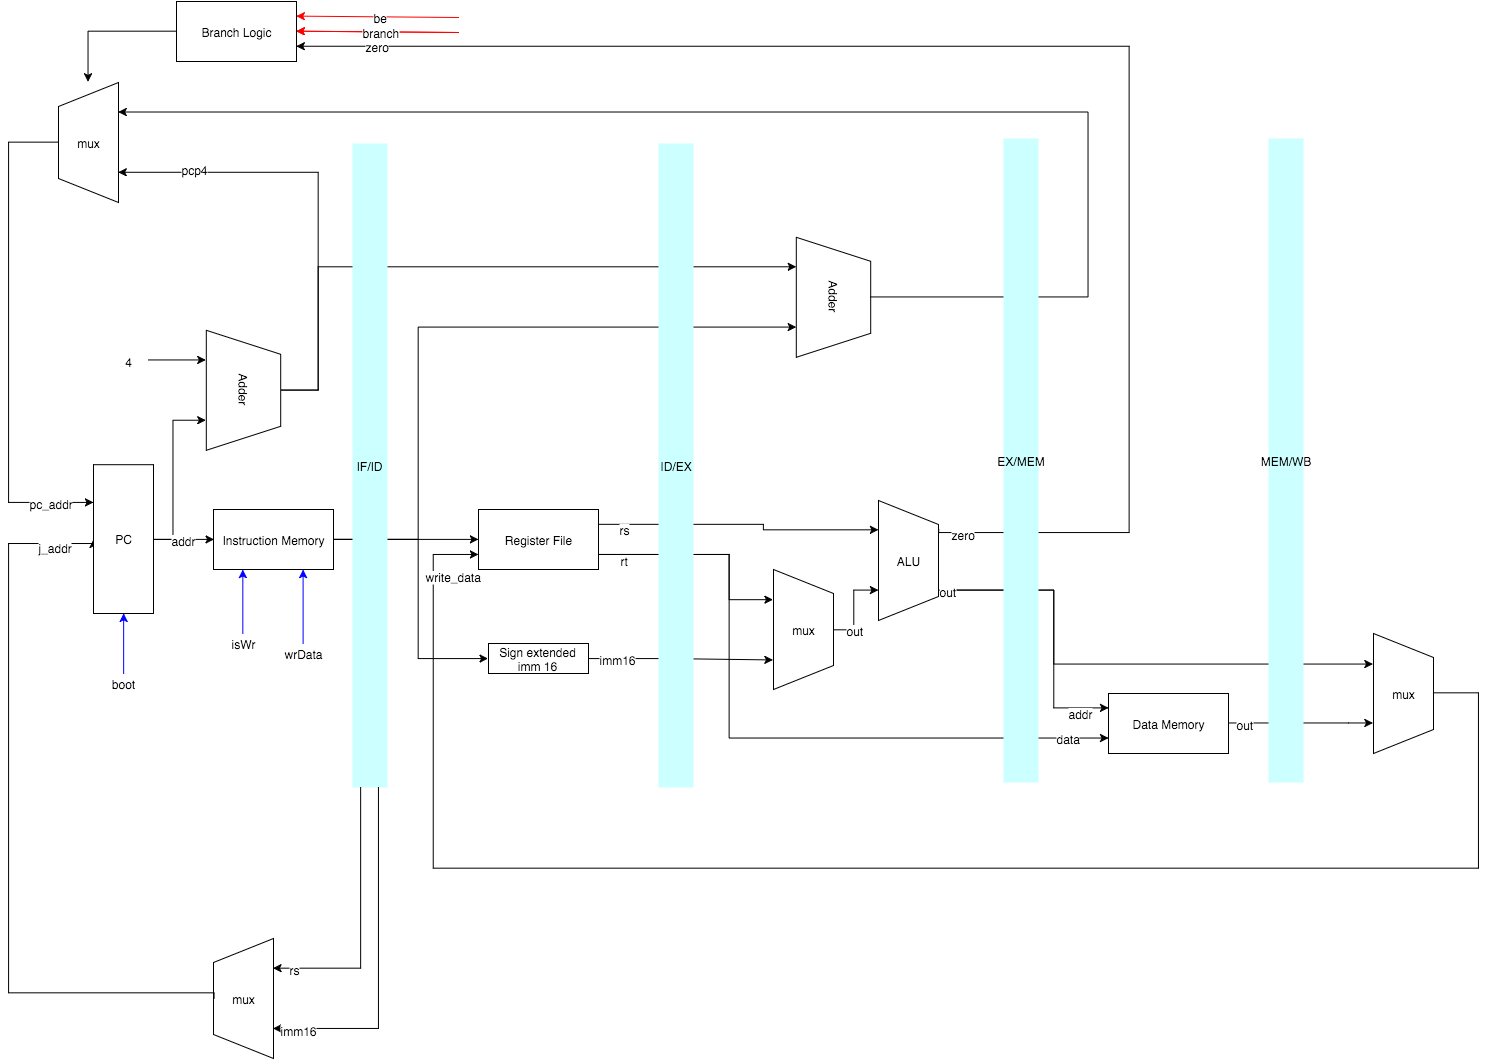 be
Branch Logic
branch
zero
mux
pcp4
Adder
4
Adder
IF/ID
ID/EX
EX/MEM
MEM/WB
pc_addr
PC
addr
Instruction Memory
j_addr
Register File
rs
rt
write_data
zero
ALU
out
isWr
wrData
boot
Sign extended
imm 16
imm16
mux
out
addr
data
Data Memory
out
mux
rs
mux
imm16